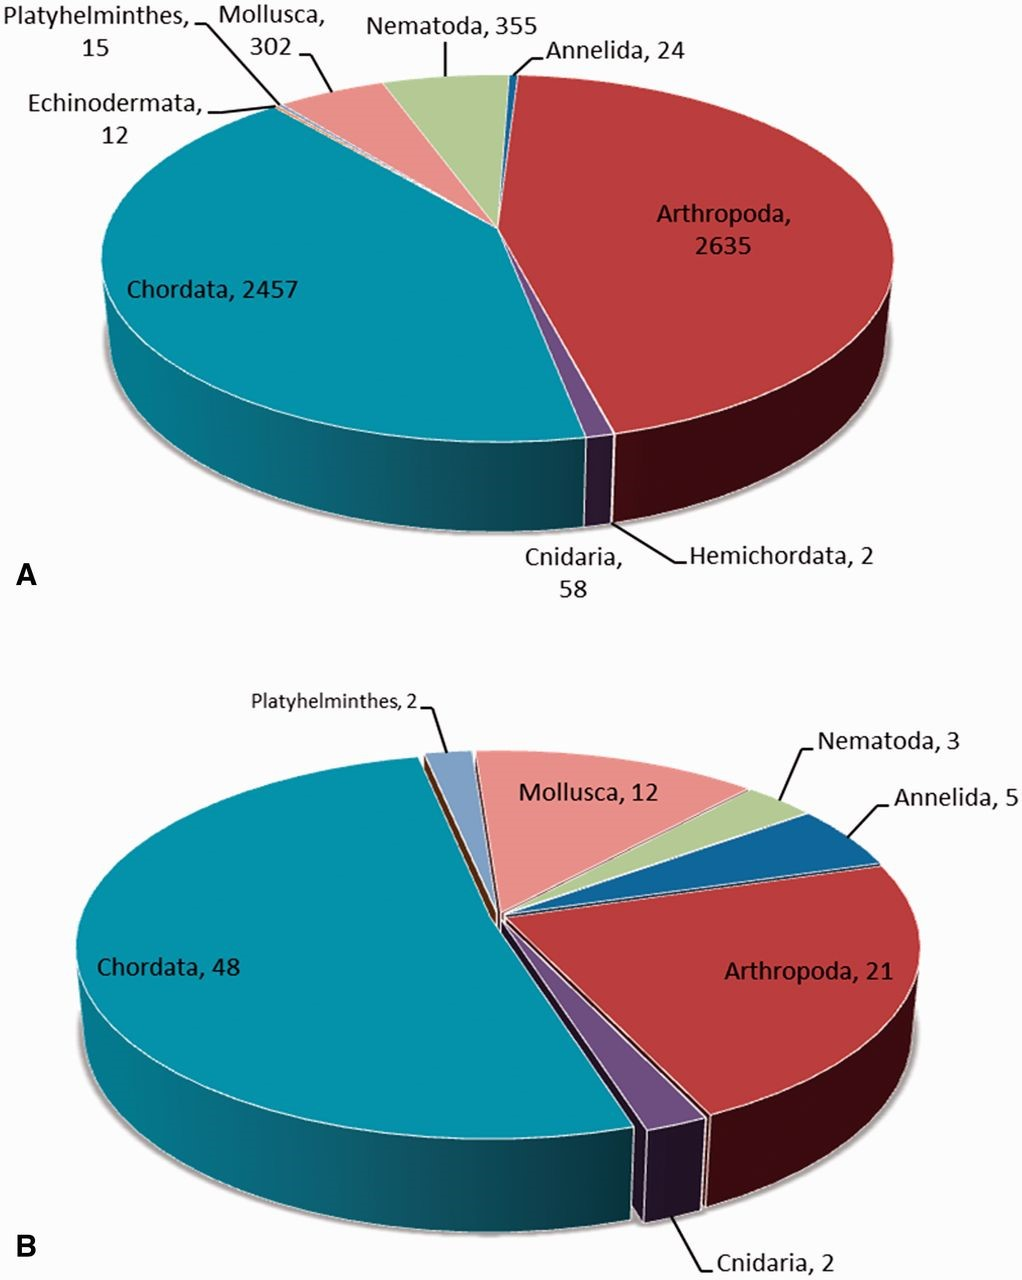 Platyhelminthes,
15
Mollusca,
302
Nematoda, 355
Annelida, 24
Echinodermata,
12
Arthropoda,
2635
Chordata, 2457
Cnidaria,
58
Hemichordata, 2
A
Platyhelminthes, 2
Mollusca, 12
Nematoda, 3
Annelida, 5
Chordata, 48
Arthropoda, 21
Cnidaria, 2
B